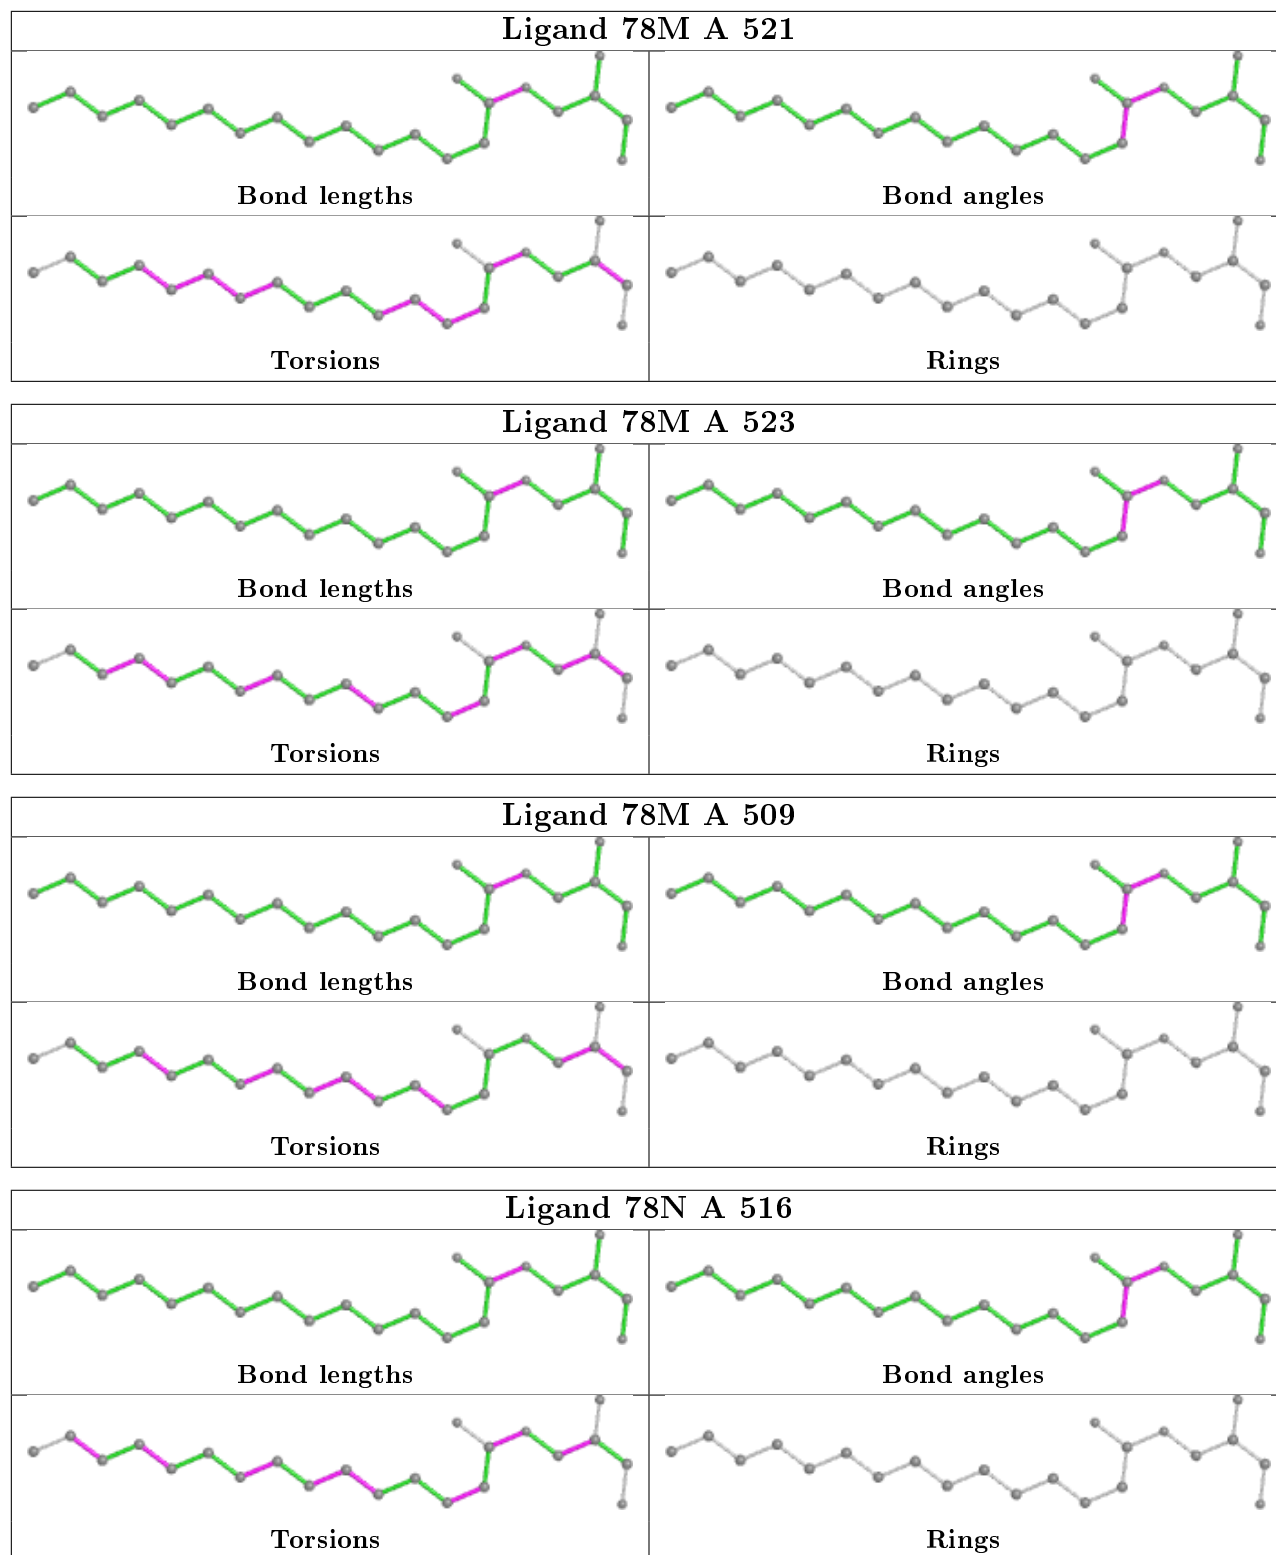 Ligand 78M A 521
Bond lengths
Bond angles
Torsions
Rings
Ligand 78M A 523
Bond lengths
Bond angles
Torsions
Rings
Ligand 78M A 509
Bond lengths
Bond angles
Torsions
Rings
Ligand 78N A 516
Bond lengths
Bond angles
Torsions
Rings